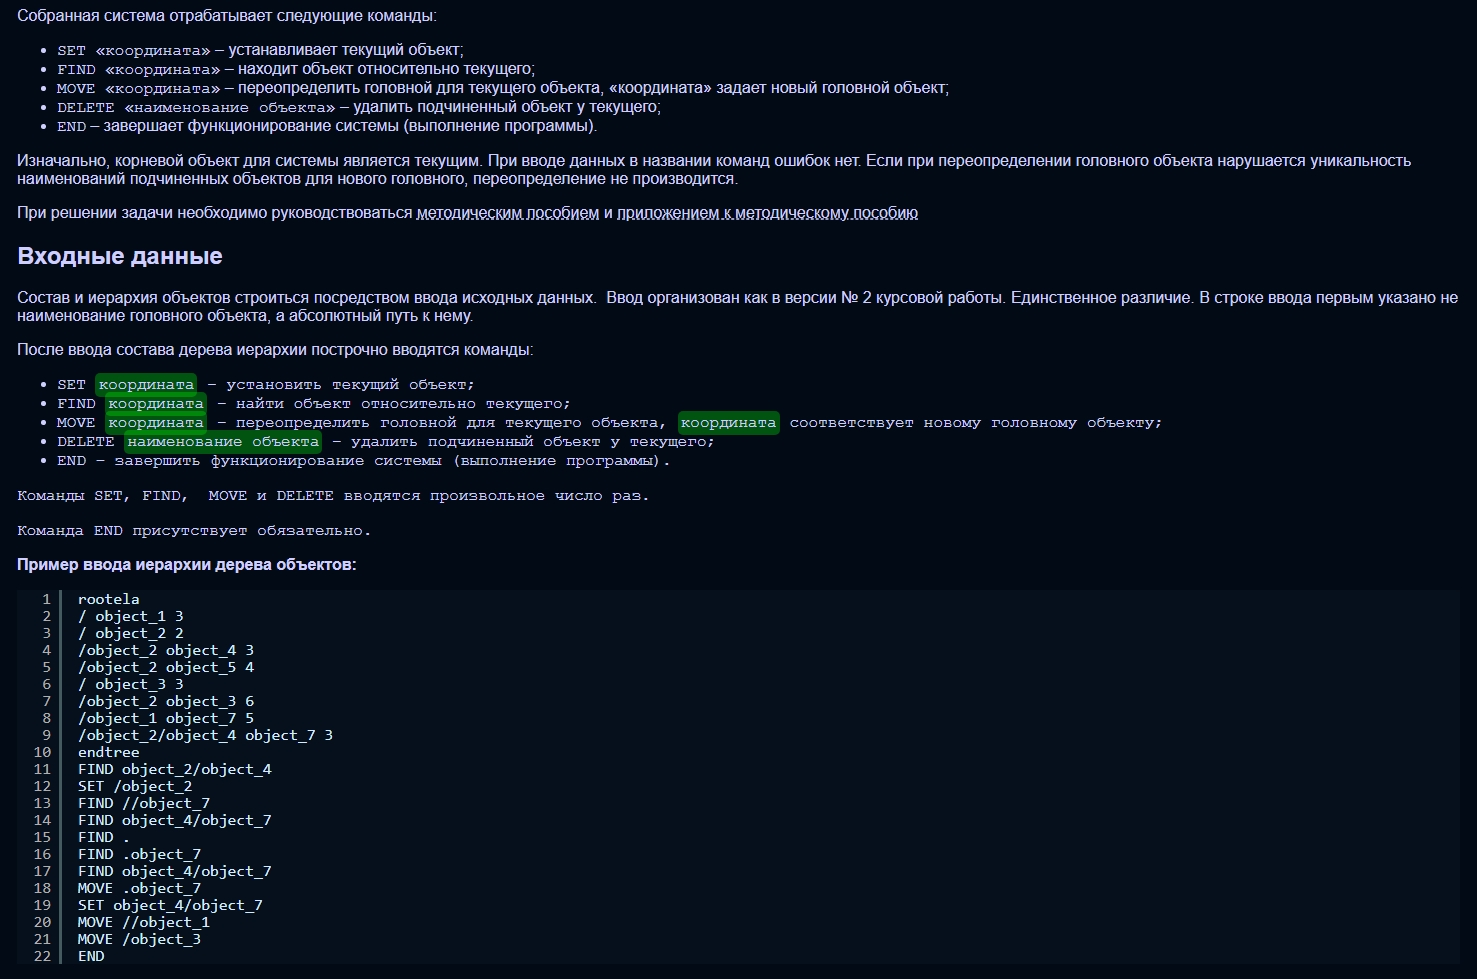 Собранная система отрабатывает следующие команды:
• SET «координата» – устанавливает текущий объект;
• FIND «координата» – находит объект относительно текущего;
• MOVE «координата» – переопределить головной для текущего объекта, «координата» задает новый головной объект;
• DELETE «наименование объекта» – удалить подчиненный объект у текущего;
• END – завершает функционирование системы (выполнение программы).
Изначально, корневой объект для системы является текущим. При вводе данных в названии команд ошибок нет. Если при переопределении головного объекта нарушается уникальность
наименований подчиненных объектов для нового головного, переопределение не производится.
При решении задачи необходимо руководствоваться методическим пособием и приложением к методическому пособию
Входные данные
Состав и иерархия объектов строиться посредством ввода исходных данных.  Ввод организован как в версии № 2 курсовой работы. Единственное различие. В строке ввода первым указано не
наименование головного объекта, а абсолютный путь к нему.
После ввода состава дерева иерархии построчно вводятся команды:
• SET координата – установить текущий объект;
• FIND координата – найти объект относительно текущего;
• MOVE координата – переопределить головной для текущего объекта, координата соответствует новому головному объекту;
• DELETE наименование объекта – удалить подчиненный объект у текущего;
• END – завершить функционирование системы (выполнение программы).
Команды SET, FIND,  MOVE и DELETE вводятся произвольное число раз.
Команда END присутствует обязательно.
Пример ввода иерархии дерева объектов:
1 rootela
2 / object_1 3
3 / object_2 2
4 /object_2 object_4 3
5 /object_2 object_5 4
6 / object_3 3
7 /object_2 object_3 6
8 /object_1 object_7 5
9 /object_2/object_4 object_7 3
10 endtree
11 FIND object_2/object_4
12 SET /object_2
13 FIND //object_7
14 FIND object_4/object_7
15 FIND .
16 FIND .object_7
17 FIND object_4/object_7
18 MOVE .object_7
19 SET object_4/object_7
20 MOVE //object_1
21 MOVE /object_3
22 END